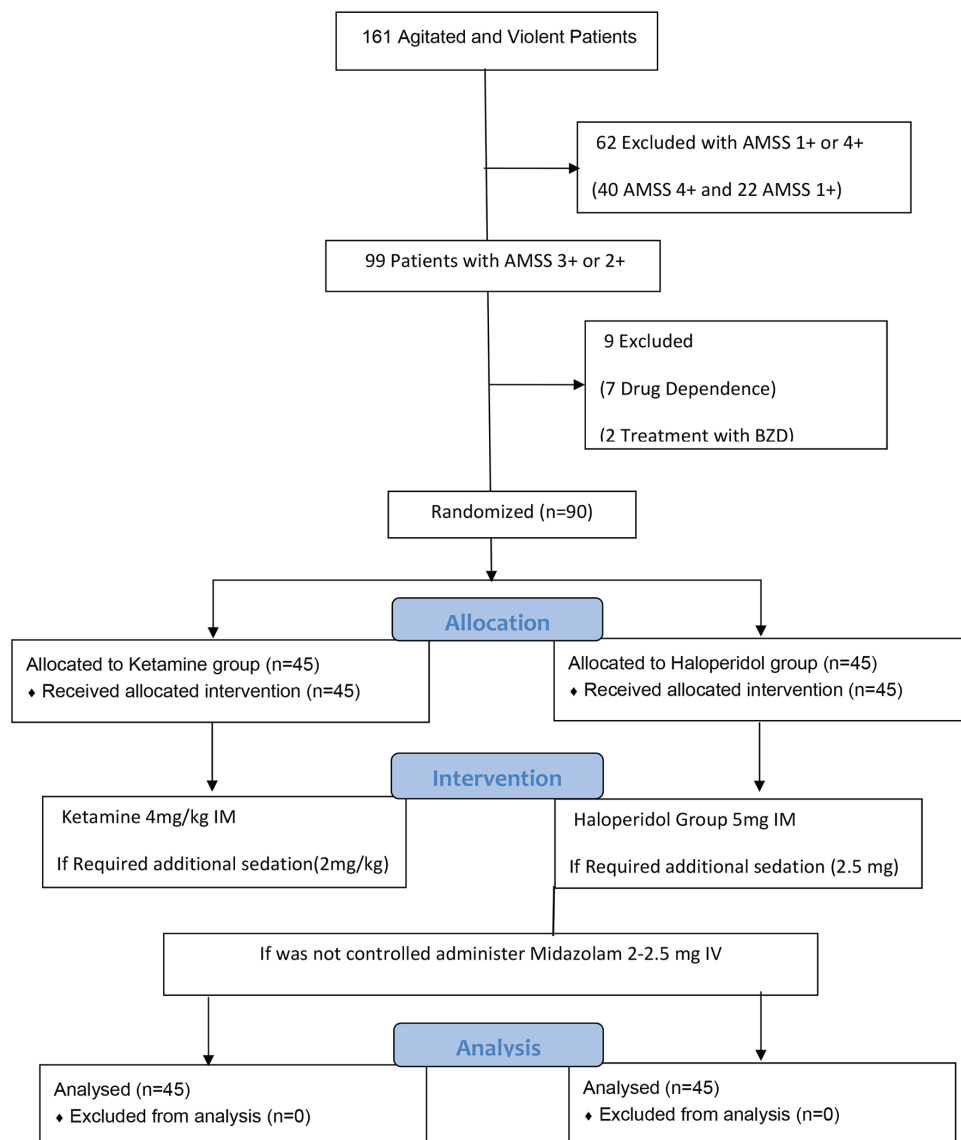 161 Agitated and Violent Patients
62 Excluded with AMSS 1+ or 4+
(40 AMSS 4+ and 22 AMSS 1+)
99 Patients with AMSS 3+ or 2+
9 Excluded
(7 Drug Dependence)
(2 Treatment with BZD)
Randomized (n=90)
Allocation
Allocated to Ketamine group (n=45)
♦ Received allocated intervention (n=45)
Allocated to Haloperidol group (n=45)
♦ Received allocated intervention (n=45)
Intervention
Ketamine 4mg/kg IM
If Required additional sedation(2mg/kg)
Haloperidol Group 5mg IM
If Required additional sedation (2.5 mg)
If was not controlled administer Midazolam 2-2.5 mg IV
Analysis
Analysed (n=45)
♦ Excluded from analysis (n=0)
Analysed (n=45)
♦ Excluded from analysis (n=0)